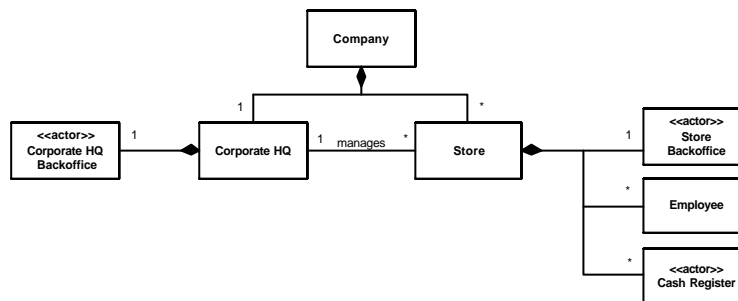 Company
1
*
<<actor>>
Corporate HQ
Backoffice
1
Corporate HQ
1 manages *
Store
1
<<actor>>
Store
Backoffice
*
Employee
*
<<actor>>
Cash Register